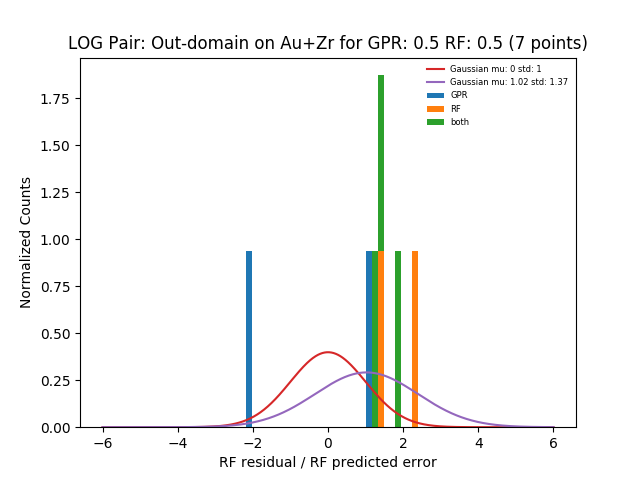 LOG Pair: Out-domain on Au+Zr for GPR: 0.5 RF: 0.5 (7 points)
Gaussian mu: 0 std: 1
Gaussian mu: 1.02 std: 1.37
GPR
RF
both
Normalized Counts
1.75
1.50
1.25
1.00
0.75
0.50
0.25
0.00
−6 −4 −2 0 2 4 6
RF residual / RF predicted error